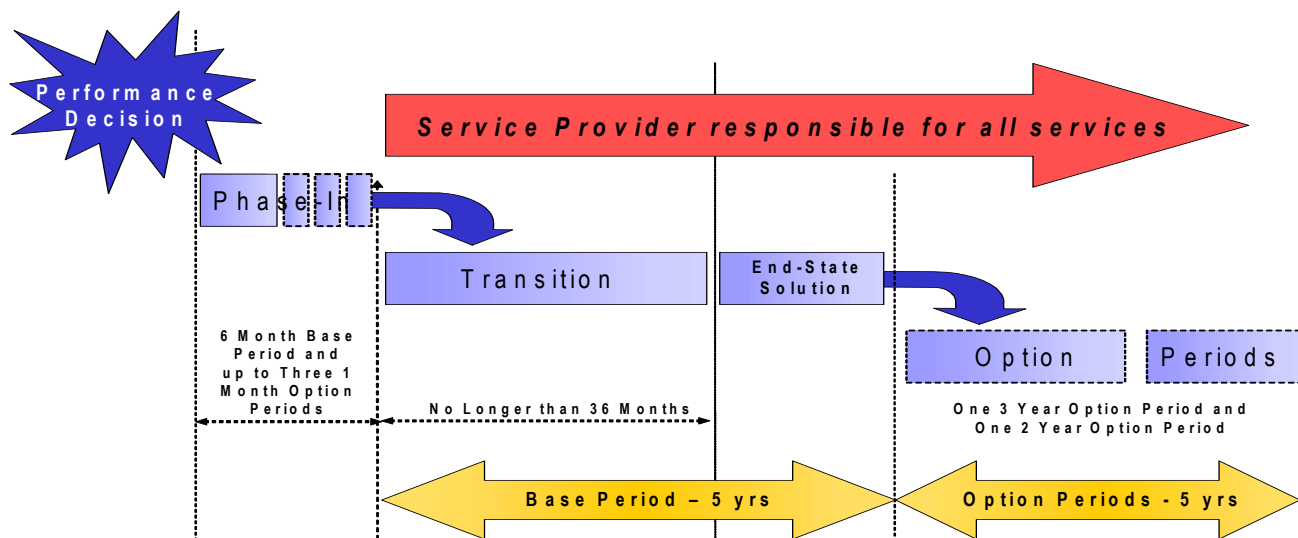 Performance
Decision
Service Provider responsible for all services
Phase-In
Transition
End-State
Solution
Option Periods
6 Month Base
Period and
up to Three 1
Month Option
Periods
No Longer than 36 Months
One 3 Year Option Period and
One 2 Year Option Period
Base Period – 5 yrs
Option Periods - 5 yrs